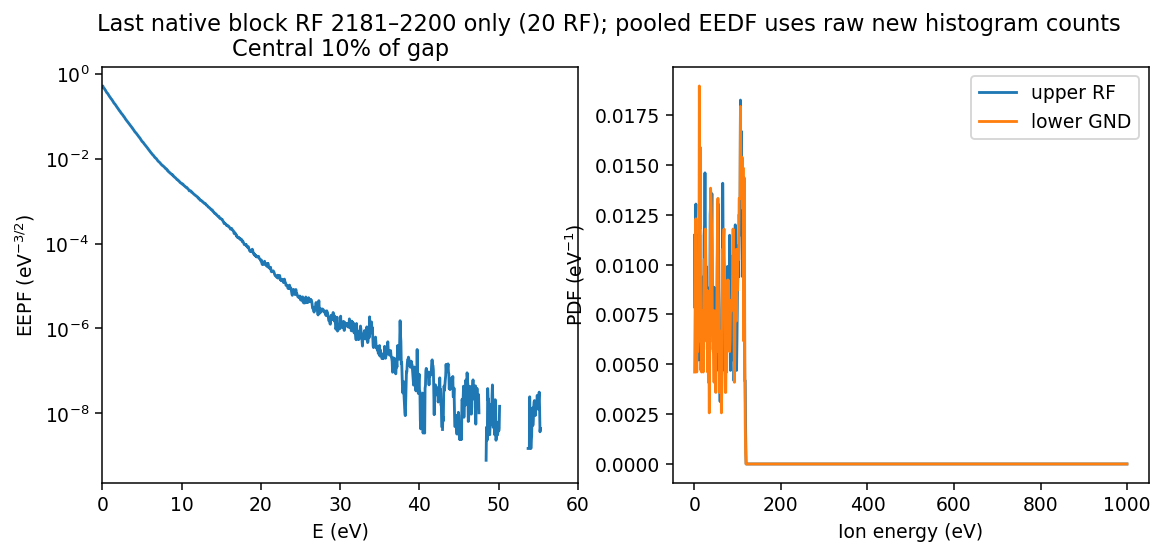 Last native block RF 2181–2200 only (20 RF); pooled EEDF uses raw new histogram counts
Central 10% of gap
EEPF (eV⁻³/²)
10⁰
10⁻²
10⁻⁴
10⁻⁶
10⁻⁸
0 10 20 30 40 50 60
E (eV)
PDF (eV⁻¹)
0.0175
0.0150
0.0125
0.0100
0.0075
0.0050
0.0025
0.0000
upper RF
lower GND
0 200 400 600 800 1000
Ion energy (eV)